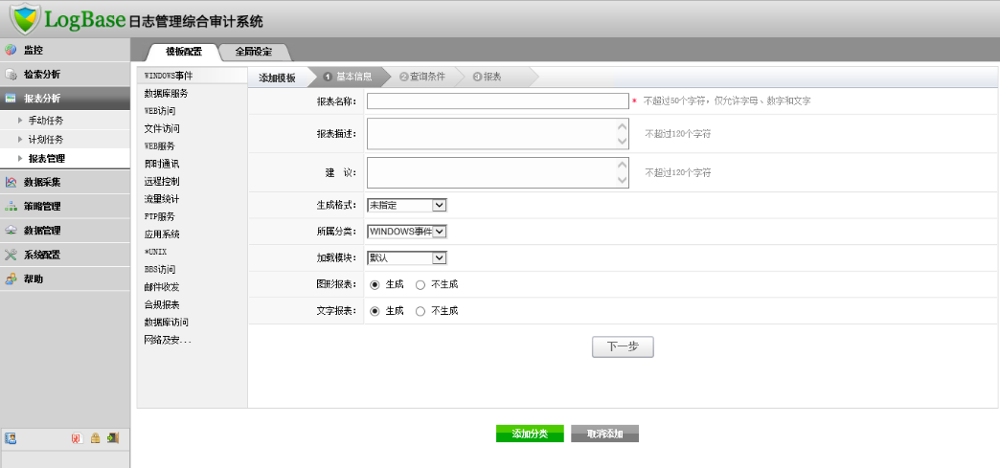 LogBase日志管理综合审计系统
监控
检索分析
报表分析
手动任务
计划任务
报表管理
数据采集
策略管理
数据管理
系统配置
帮助
模板配置 全局设定
WINDOWS事件
数据库服务
WEB访问
文件访问
WEB服务
即时通讯
远程控制
流量统计
FTP服务
应用系统
*UNIX
BBS访问
邮件收发
合规报表
数据库访问
网络及安...
添加模板 1 基本信息 2 查询条件 3 报表
报表名称： * 不超过50个字符，仅允许字母、数字和文字
报表描述： 不超过120个字符
建 议： 不超过120个字符
生成格式： 未指定
所属分类： WINDOWS事件
加载模块： 默认
图形报表： 生成 不生成
文字报表： 生成 不生成
下一步
添加分类 取消添加